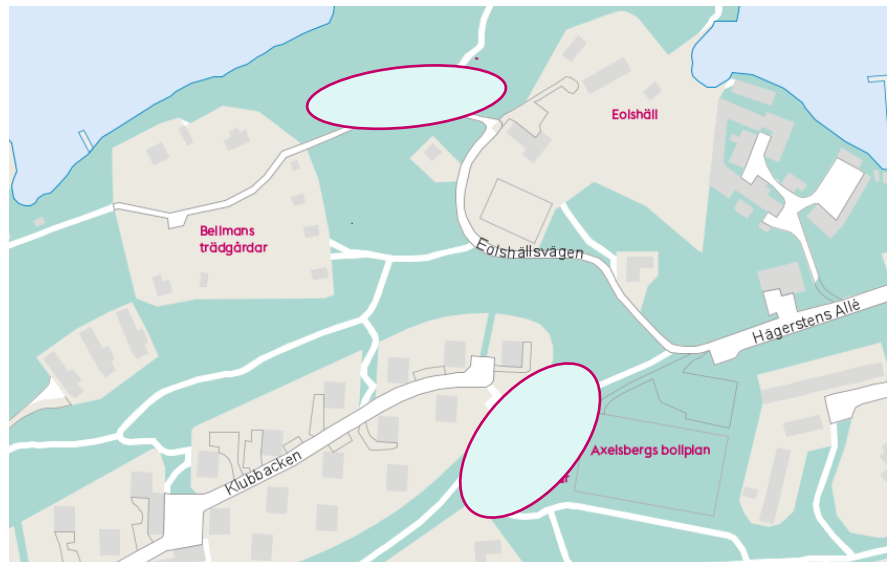 Eolshäll
Bellmans
trädgårdar
Eolshällsvägen
Hägerstens Allé
Axelsbergs bollplan
Klubbacken